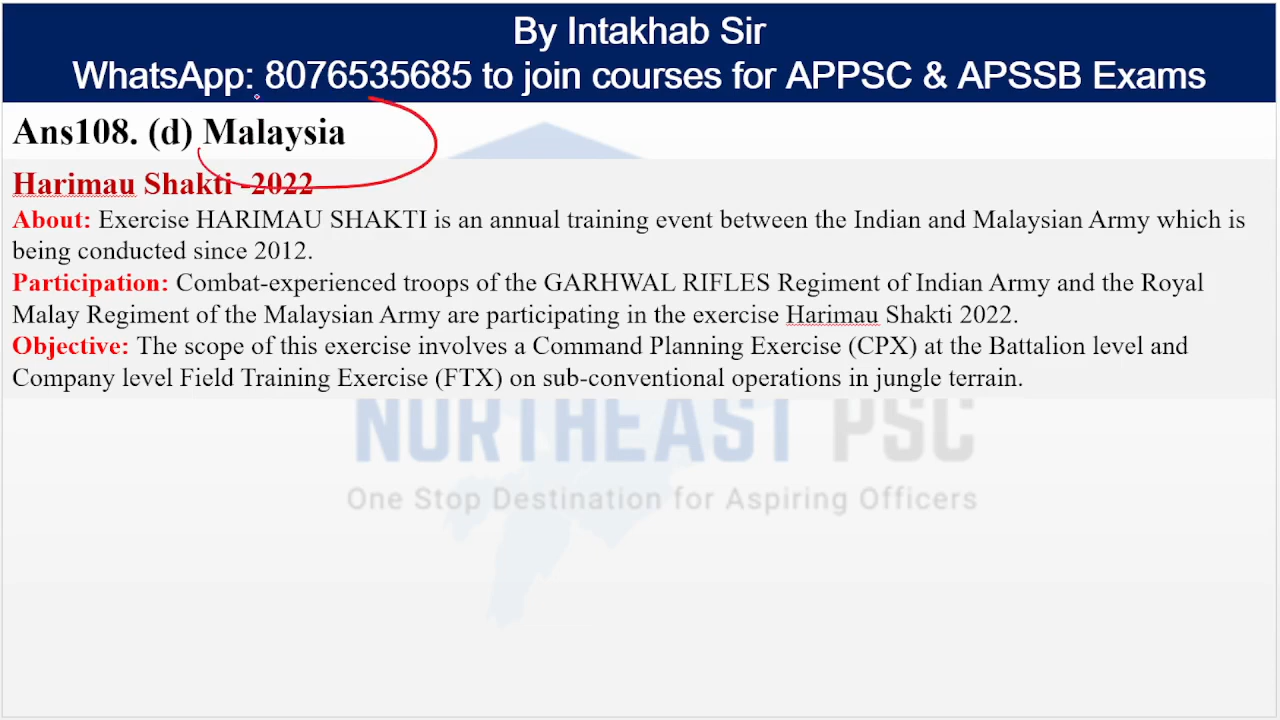 By Intakhab Sir
WhatsApp: 8076535685 to join courses for APPSC & APSSB Exams
Ans108. (d) Malaysia
Harimau Shakti -2022
About: Exercise HARIMAU SHAKTI is an annual training event between the Indian and Malaysian Army which is
being conducted since 2012.
Participation: Combat-experienced troops of the GARHWAL RIFLES Regiment of Indian Army and the Royal
Malay Regiment of the Malaysian Army are participating in the exercise Harimau Shakti 2022.
Objective: The scope of this exercise involves a Command Planning Exercise (CPX) at the Battalion level and
Company level Field Training Exercise (FTX) on sub-conventional operations in jungle terrain.
NORTHEAST PSC
One Stop Destination for Aspiring Officers